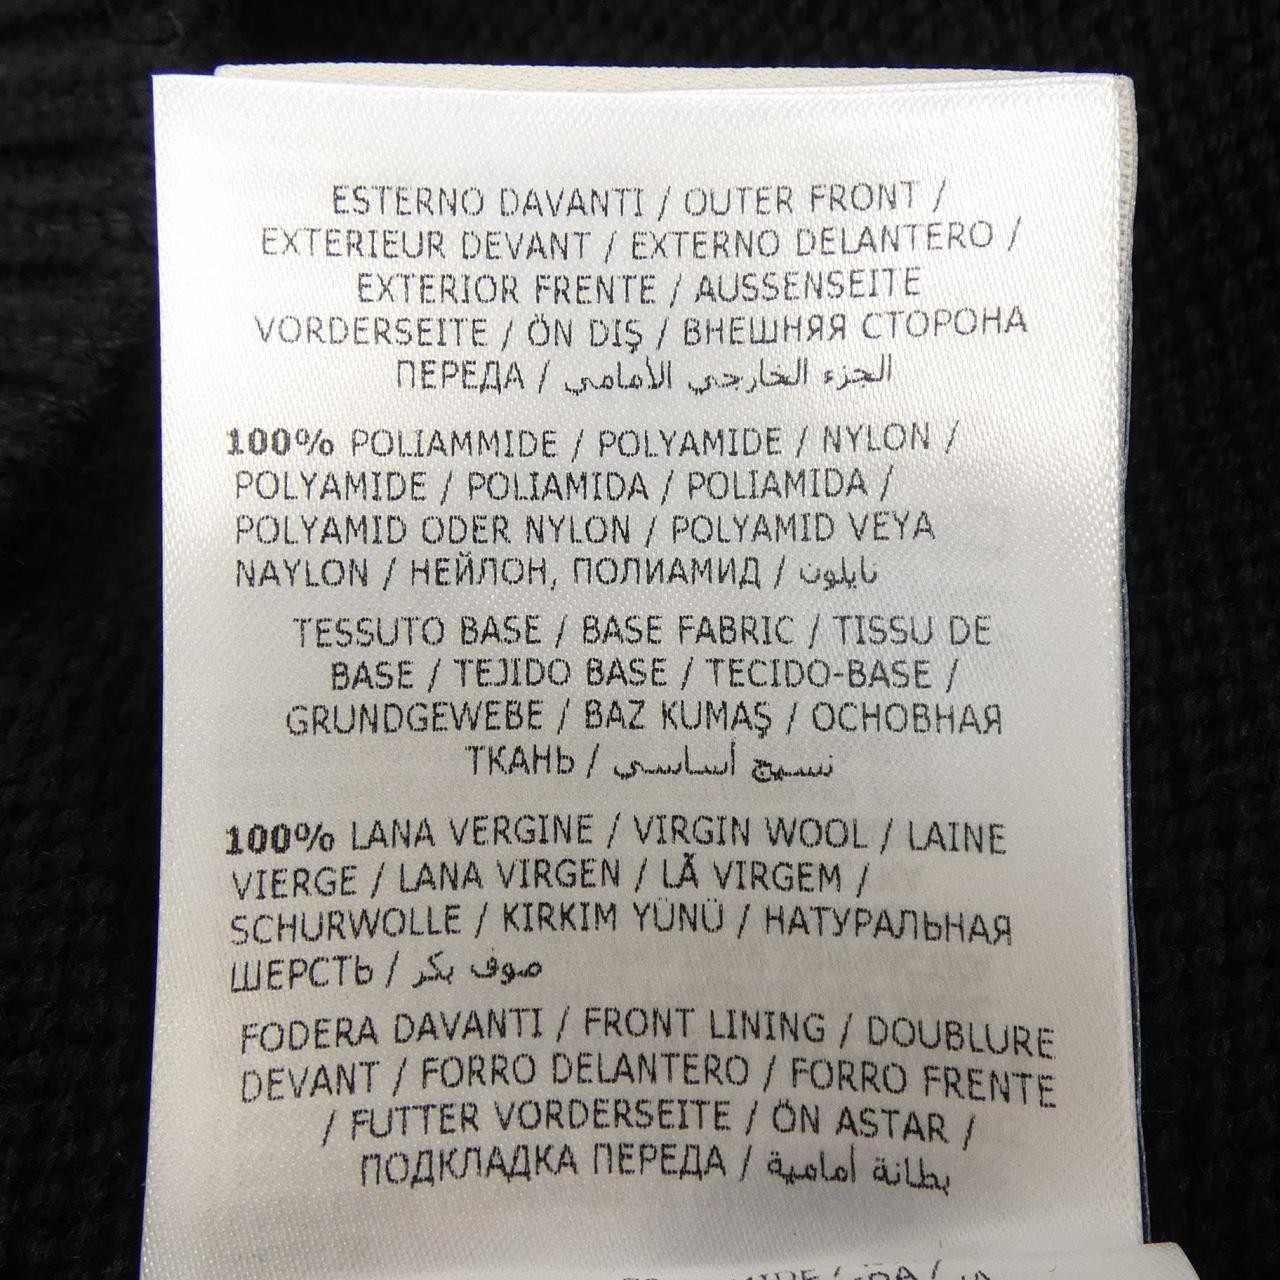 ESTERNO DAVANTI / OUTER FRONT /
EXTERIEUR DEVANT / EXTERNO DELANTERO /
EXTERIOR FRENTE / AUSSENSEITE
VORDERSEITE / ÖN DIŞ / ВНЕШНЯЯ СТОРОНА
ПЕРЕДА / الجزء الخارجي الأمامي
100% POLIAMMIDE / POLYAMIDE / NYLON /
POLYAMIDE / POLIAMIDA / POLIAMIDA /
POLYAMID ODER NYLON / POLYAMID VEYA
NAYLON / НЕЙЛОН, ПОЛИАМИД / نايلون
TESSUTO BASE / BASE FABRIC / TISSU DE
BASE / TEJIDO BASE / TECIDO-BASE /
GRUNDGEWEBE / BAZ KUMAŞ / ОСНОВНАЯ
ТКАНЬ / نسيج أساسي
100% LANA VERGINE / VIRGIN WOOL / LAINE
VIERGE / LANA VIRGEN / LÃ VIRGEM /
SCHURWOLLE / KIRKIM YÜNÜ / НАТУРАЛЬНАЯ
ШЕРСТЬ / صوف بكر
FODERA DAVANTI / FRONT LINING / DOUBLURE
DEVANT / FORRO DELANTERO / FORRO FRENTE
/ FUTTER VORDERSEITE / ÖN ASTAR /
ПОДКЛАДКА ПЕРЕДА / بطانة أمامية